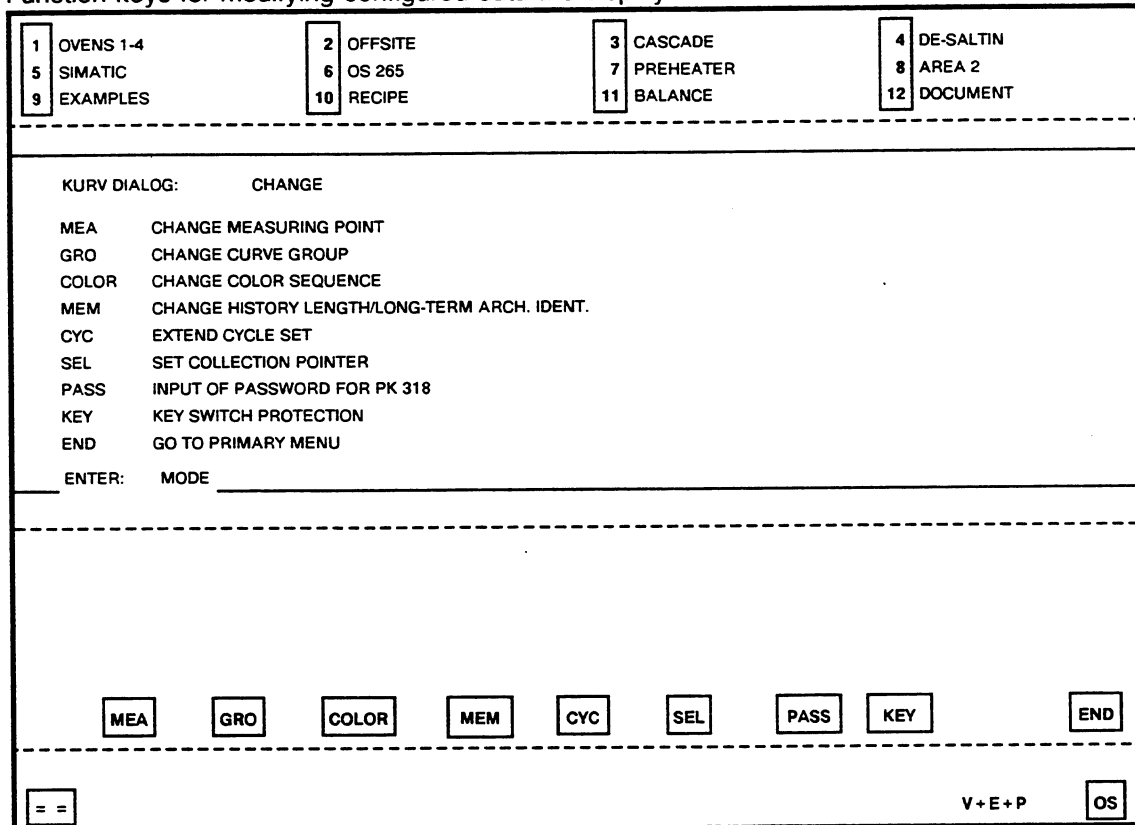 1 OVENS 1-4 2 OFFSITE 3 CASCADE 4 DE-SALTIN
5 SIMATIC 6 OS 265 7 PREHEATER 8 AREA 2
9 EXAMPLES 10 RECIPE 11 BALANCE 12 DOCUMENT
KURV DIALOG: CHANGE
MEA CHANGE MEASURING POINT
GRO CHANGE CURVE GROUP
COLOR CHANGE COLOR SEQUENCE
MEM CHANGE HISTORY LENGTH/LONG-TERM ARCH. IDENT.
CYC EXTEND CYCLE SET
SEL SET COLLECTION POINTER
PASS INPUT OF PASSWORD FOR PK 318
KEY KEY SWITCH PROTECTION
END GO TO PRIMARY MENU
ENTER: MODE
MEA GRO COLOR MEM CYC SEL PASS KEY END
= = V+E+P OS